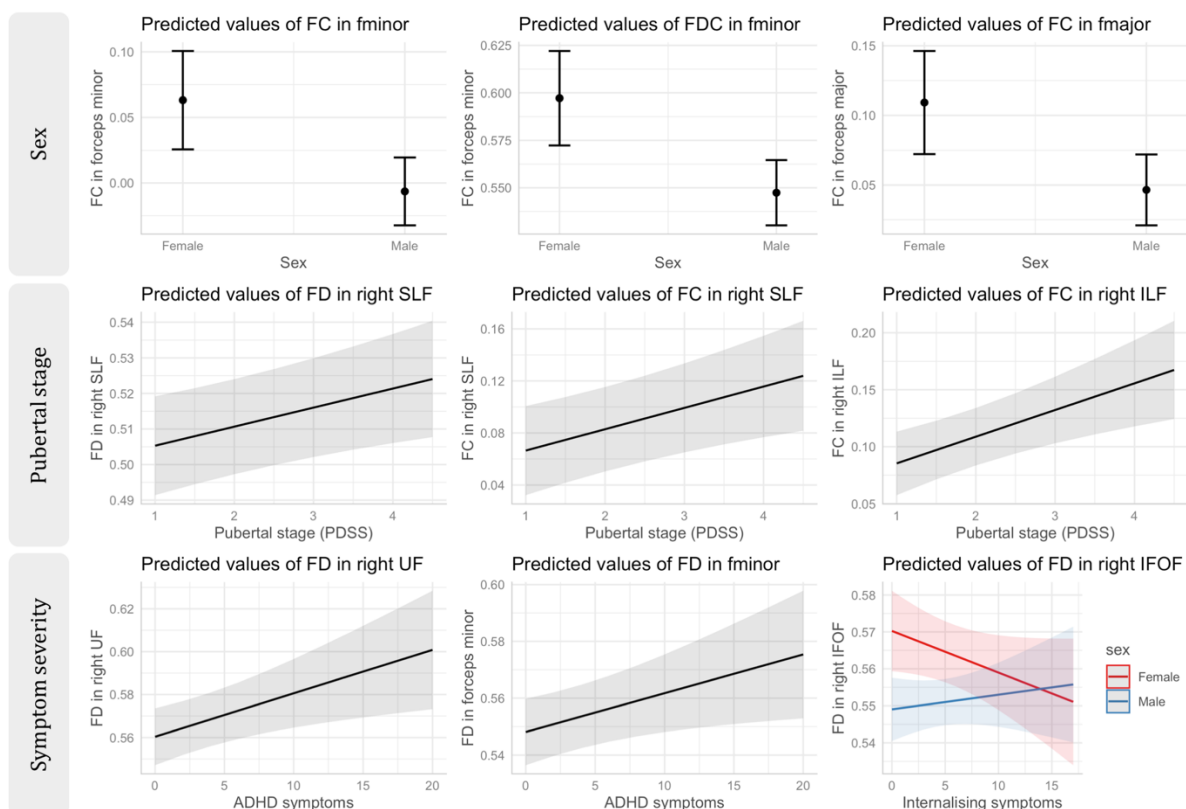 Sex
Predicted values of FC in fminor
FC in forceps minor
0.10
0.05
0.00
Female
Male
Sex
Predicted values of FDC in fminor
FC in forceps minor
0.625
0.600
0.575
0.550
Female
Male
Sex
Predicted values of FC in fmajor
FC in forceps major
0.15
0.10
0.05
Female
Male
Sex
Pubertal stage
Predicted values of FD in right SLF
FD in right SLF
0.54
0.53
0.52
0.51
0.50
0.49
1 2 3 4
Pubertal stage (PDSS)
Predicted values of FC in right SLF
FC in right SLF
0.16
0.12
0.08
0.04
1 2 3 4
Pubertal stage (PDSS)
Predicted values of FC in right ILF
FC in right ILF
0.20
0.15
0.10
0.05
1 2 3 4
Pubertal stage (PDSS)
Symptom severity
Predicted values of FD in right UF
FD in right UF
0.62
0.60
0.58
0.56
0 5 10 15 20
ADHD symptoms
Predicted values of FD in fminor
FD in forceps minor
0.60
0.58
0.56
0.54
0 5 10 15 20
ADHD symptoms
Predicted values of FD in right IFOF
FD in right IFOF
0.58
0.57
0.56
0.55
0.54
0 5 10 15
Internalising symptoms
sex
Female
Male